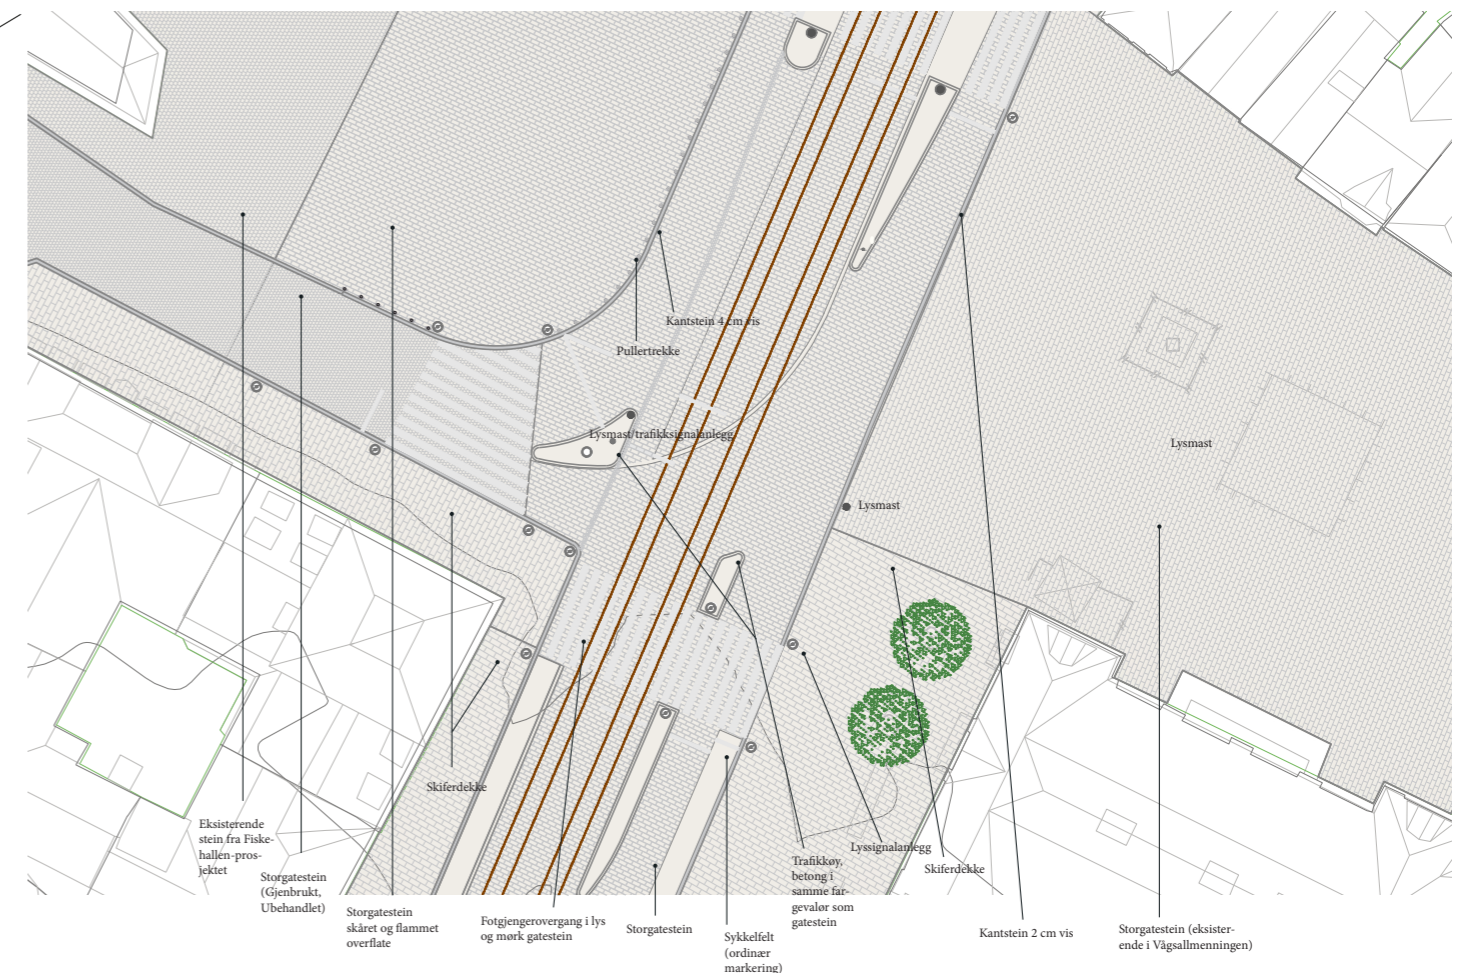 Kantstein 4 cm vis
Pullertrekke
Lysmast/trafikksignalanlegg
Lysmast
Lysmast
Skiferdekke
Eksisterende
stein fra Fiske-
hallen-pros-
jektet
Storgatestein
(Gjenbrukt,
Ubehandlet)
Storgatestein
skåret og flammet
overflate
Fotgjengerovergang i lys
og mørk gatestein
Storgatestein
Sykkelfelt
(ordinær
markering)
Trafikkøy,
betong i
samme far-
gevalør som
gatestein
Lyssignalanlegg
Skiferdekke
Kantstein 2 cm vis
Storgatestein (eksister-
ende i Vågsallmenningen)